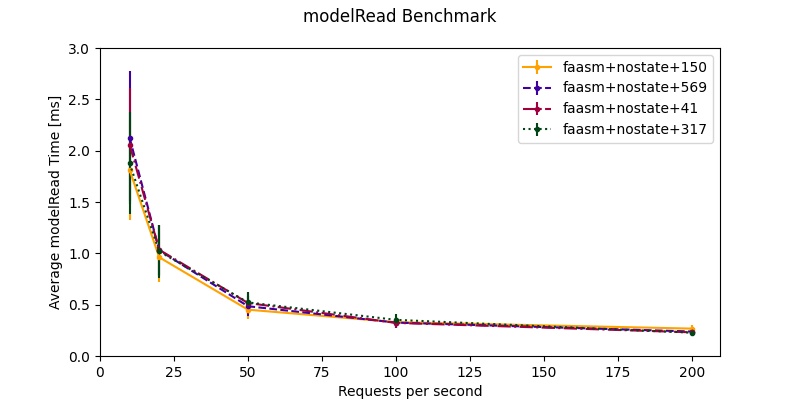 modelRead Benchmark
3.0
2.5
2.0
1.5
1.0
0.5
0.0
Average modelRead Time [ms]
faasm+nostate+150
faasm+nostate+569
faasm+nostate+41
faasm+nostate+317
0 25 50 75 100 125 150 175 200
Requests per second